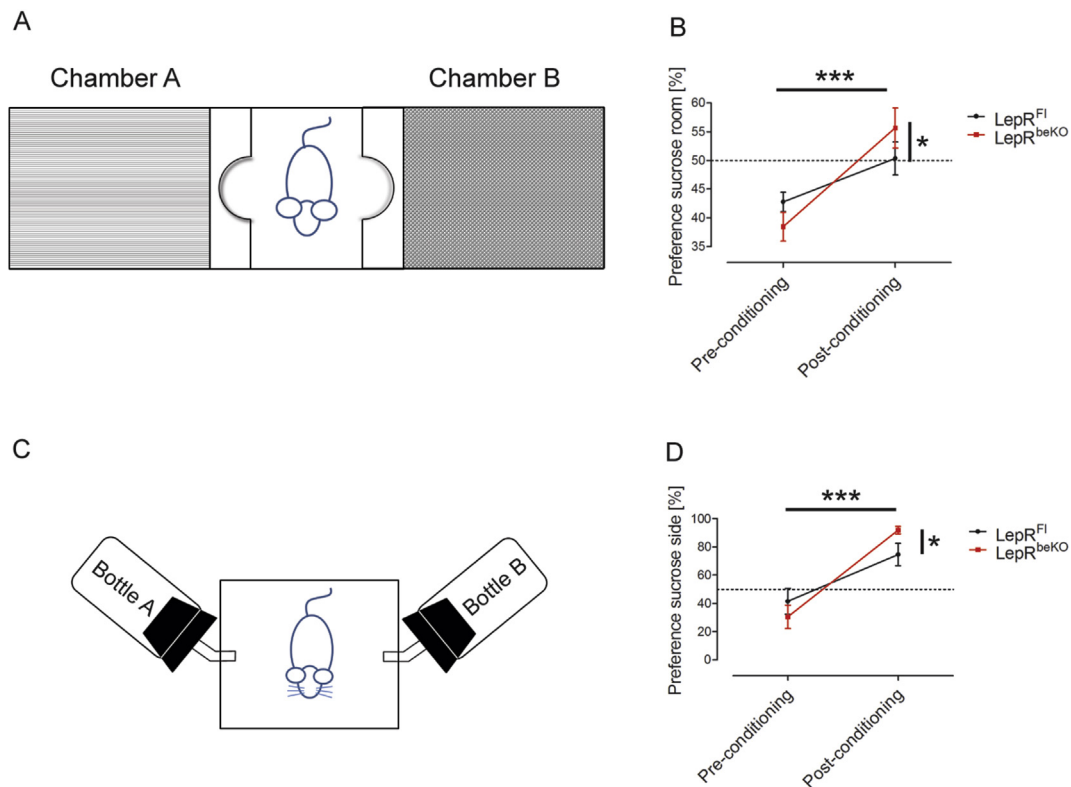 A
Chamber A
Chamber B
B
Preference sucrose room [%]
60
55
50
45
40
35
***
*
LepR^Fl
LepR^beKO
Pre-conditioning
Post-conditioning
C
Bottle A
Bottle B
D
Preference sucrose side [%]
100
80
60
40
20
0
***
*
LepR^Fl
LepR^beKO
Pre-conditioning
Post-conditioning